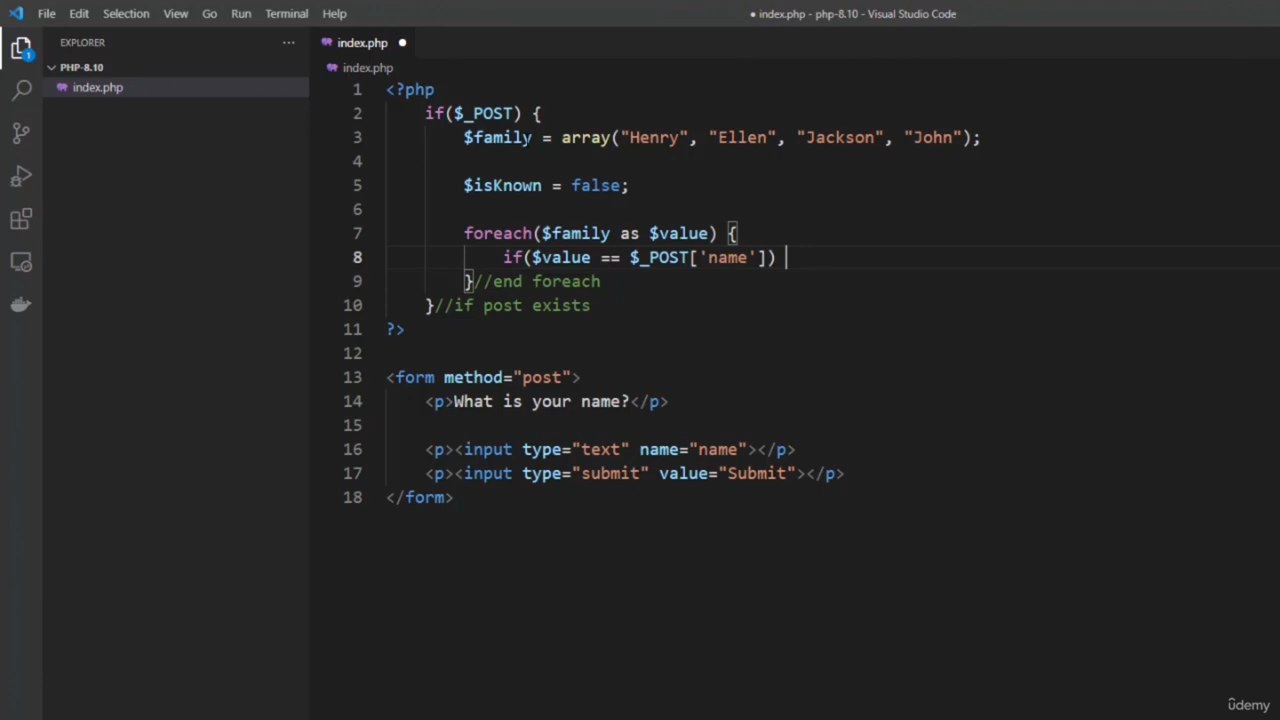 File Edit Selection View Go Run Terminal Help
● index.php - php-8.10 - Visual Studio Code
EXPLORER ···
PHP-8.10
index.php
1
index.php ●
index.php
1 <?php
2 if($_POST) {
3 $family = array("Henry", "Ellen", "Jackson", "John");
4
5 $isKnown = false;
6
7 foreach($family as $value) {
8 if($value == $_POST['name'])
9 }//end foreach
10 }//if post exists
11 ?>
12
13 <form method="post">
14 <p>What is your name?</p>
15
16 <p><input type="text" name="name"></p>
17 <p><input type="submit" value="Submit"></p>
18 </form>
ûdemy